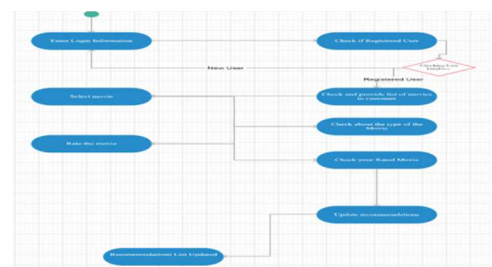 Enter Login Information
Check if Registered User
Checking User
New User
Registered User
Select movie
Check and provide list of movies
to customer
Check about the type of the
Movie
Rate the movie
Check your Rated Movie
Update recommendations
Recommendations List Updated